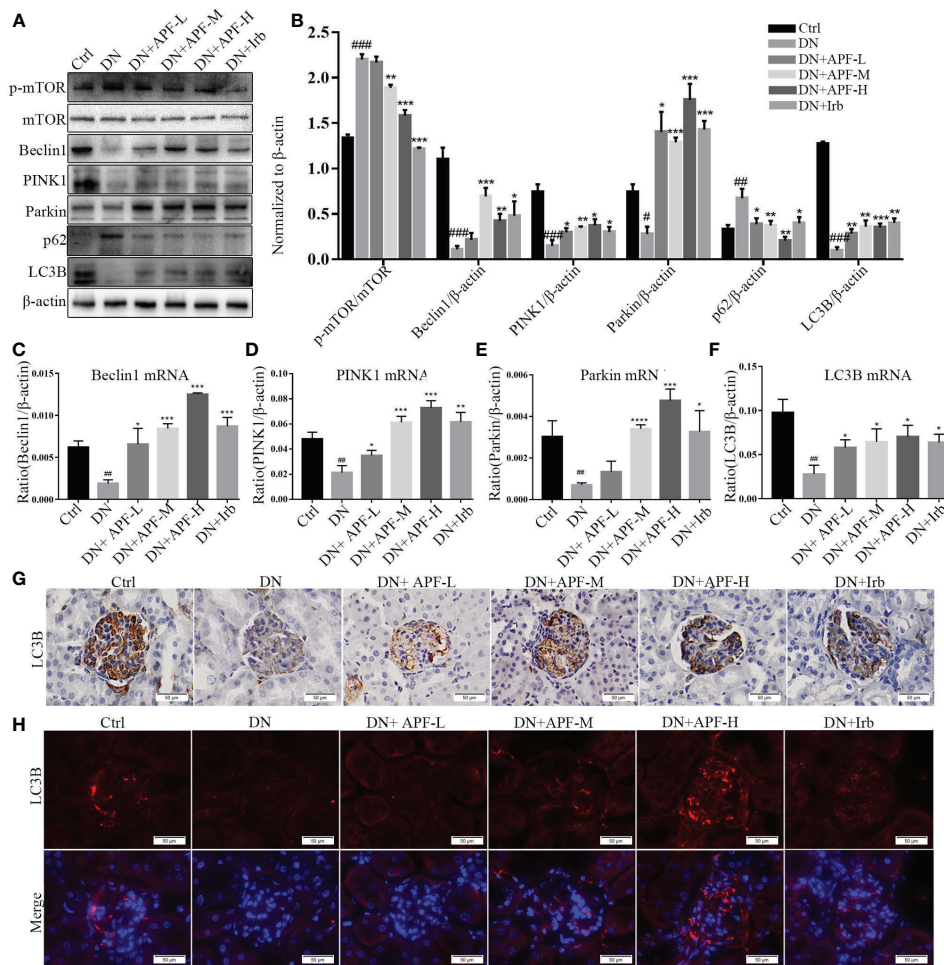 A
Ctrl DN DN+APF-L DN+APF-M DN+APF-H DN+Irb
p-mTOR
mTOR
Beclin1
PINK1
Parkin
p62
LC3B
β-actin
B
Ctrl
DN
DN+APF-L
DN+APF-M
DN+APF-H
DN+Irb
Normalized to β-actin
2.5
2.0
1.5
1.0
0.5
0.0
### ** *** ***
### *** ** *
### * ** * *
# * *** *** ***
## * ** ** *
### ** ** *** **
p-mTOR/mTOR Beclin1/β-actin PINK1/β-actin Parkin/β-actin p62/β-actin LC3B/β-actin
C
Beclin1 mRNA
Ratio(Beclin1/β-actin)
0.015
0.010
0.005
0.000
## * *** *** ***
Ctrl DN DN+ APF-L DN+APF-M DN+APF-H DN+Irb
D
PINK1 mRNA
Ratio(PINK1/β-actin)
0.10
0.08
0.06
0.04
0.02
0.00
## * *** *** **
Ctrl DN DN+ APF-L DN+APF-M DN+APF-H DN+Irb
E
Parkin mRN
Ratio(Parkin/β-actin)
0.006
0.004
0.002
0.000
## **** *** *
Ctrl DN DN+ APF-L DN+APF-M DN+APF-H DN+Irb
F
LC3B mRNA
Ratio(LC3B/β-actin)
0.15
0.10
0.05
0.00
## * * * *
Ctrl DN DN+ APF-L DN+APF-M DN+APF-H DN+Irb
G
Ctrl DN DN+ APF-L DN+APF-M DN+APF-H DN+Irb
LC3B
50 μm 50 μm 50 μm 50 μm 50 μm 50 μm
H
Ctrl DN DN+ APF-L DN+APF-M DN+APF-H DN+Irb
LC3B
50 μm 50 μm 50 μm 50 μm 50 μm 50 μm
Merge
50 μm 50 μm 50 μm 50 μm 50 μm 50 μm